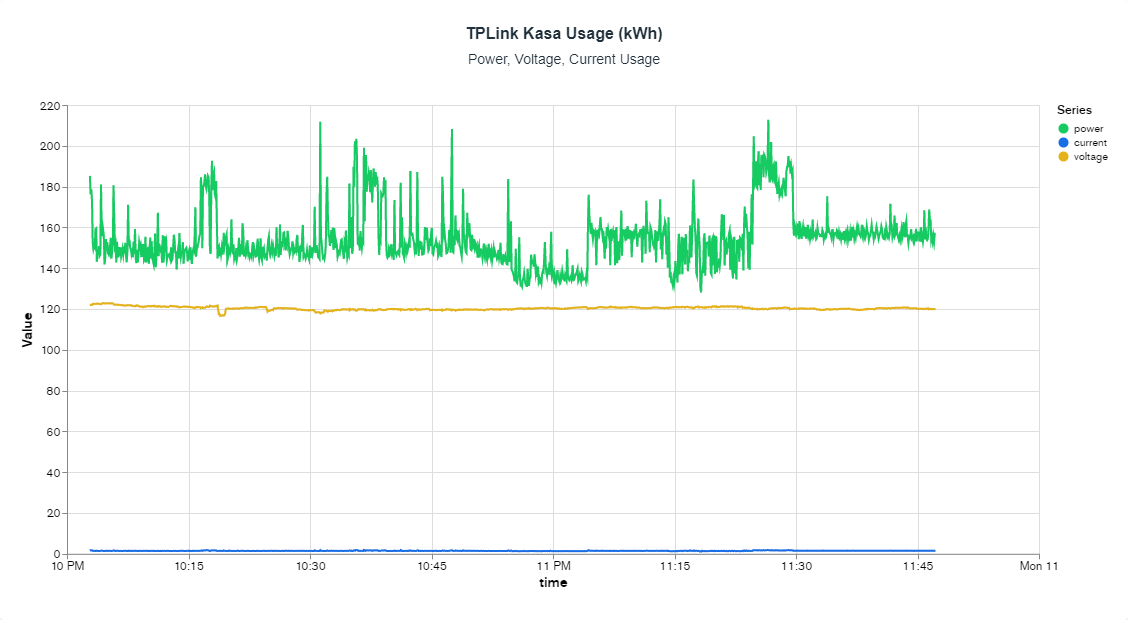 TPLink Kasa Usage (kWh)
Power, Voltage, Current Usage
Series
power
current
voltage
220
200
180
160
140
120
100
80
60
40
20
0
Value
10 PM 10:15 10:30 10:45 11 PM 11:15 11:30 11:45 Mon 11
time